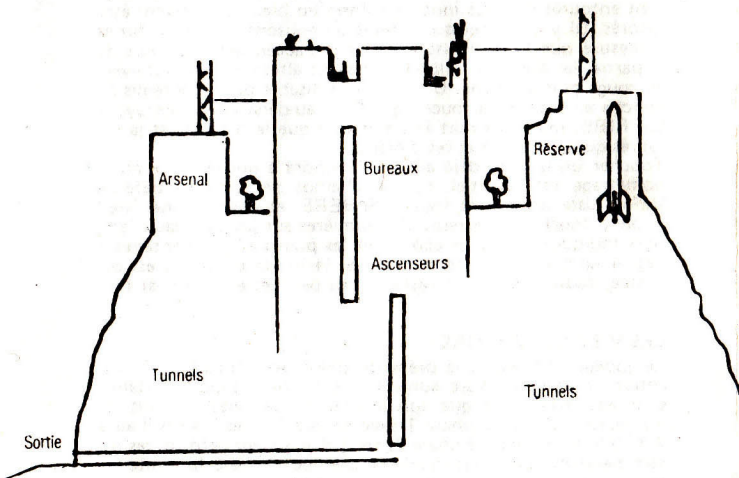 Arsenal
Bureaux
Réserve
Ascenseurs
Tunnels
Tunnels
Sortie